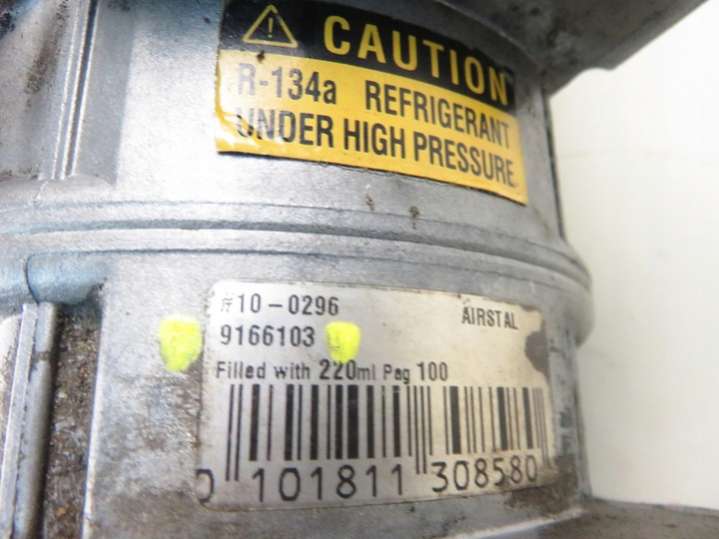 CAUTION
R-134a REFRIGERANT
UNDER HIGH PRESSURE
#10-0296 AIRSTAL
9166103
Filled with 220ml Pag 100
0 101811 308580